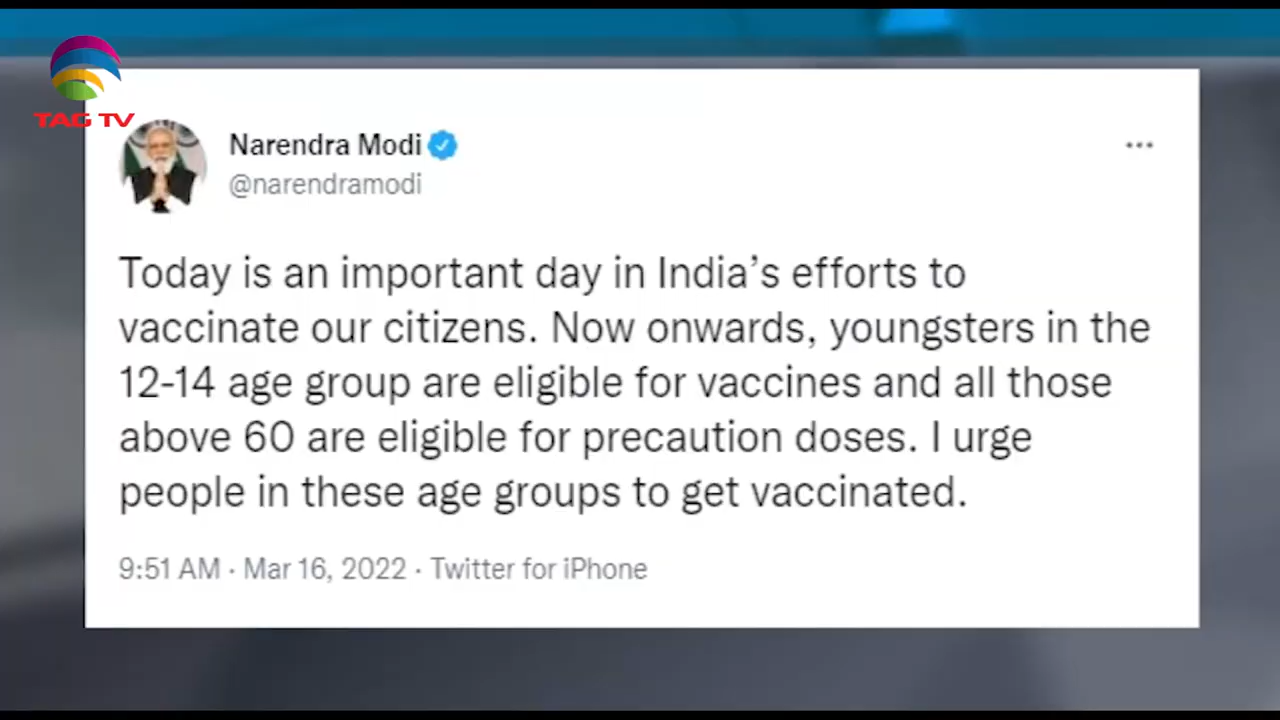 TAG TV
Narendra Modi
@narendramodi
Today is an important day in India’s efforts to
vaccinate our citizens. Now onwards, youngsters in the
12-14 age group are eligible for vaccines and all those
above 60 are eligible for precaution doses. I urge
people in these age groups to get vaccinated.
9:51 AM · Mar 16, 2022 · Twitter for iPhone